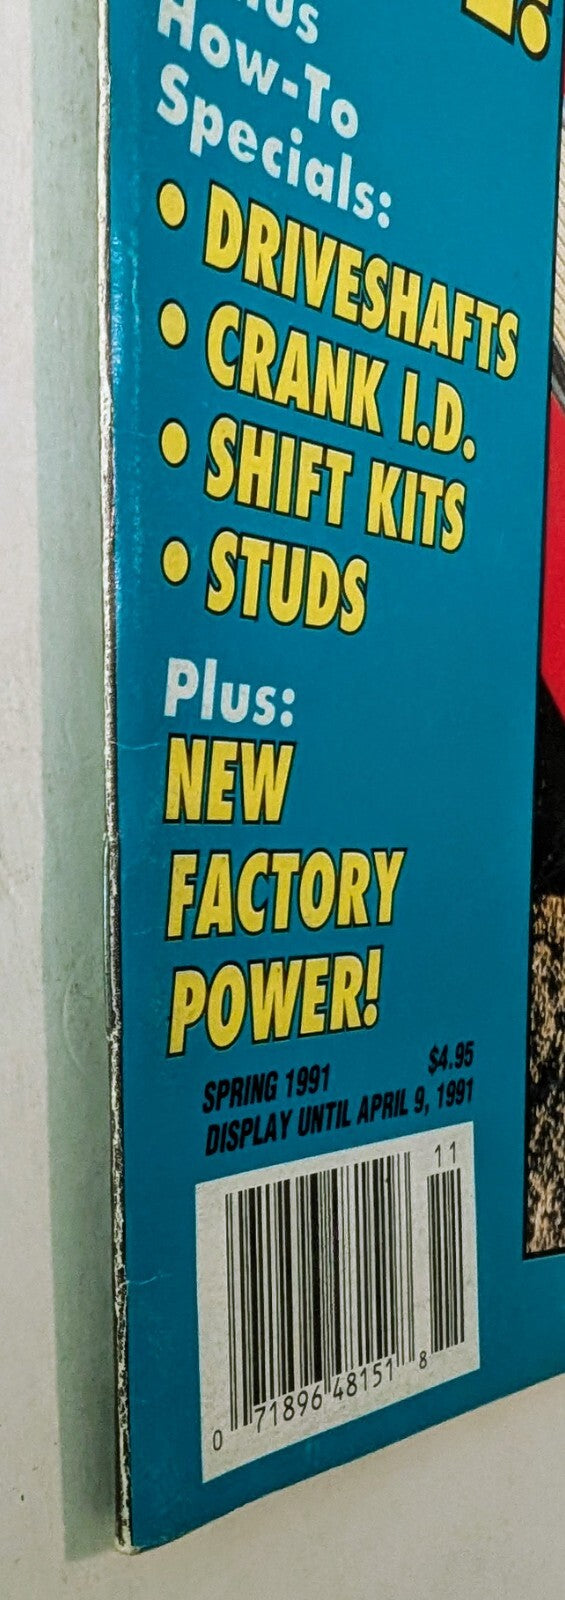 How-To
Specials:
• DRIVESHAFTS
• CRANK I.D.
• SHIFT KITS
• STUDS
Plus:
NEW
FACTORY
POWER!
SPRING 1991 $4.95
DISPLAY UNTIL APRIL 9, 1991
11
0 71896 48151 8